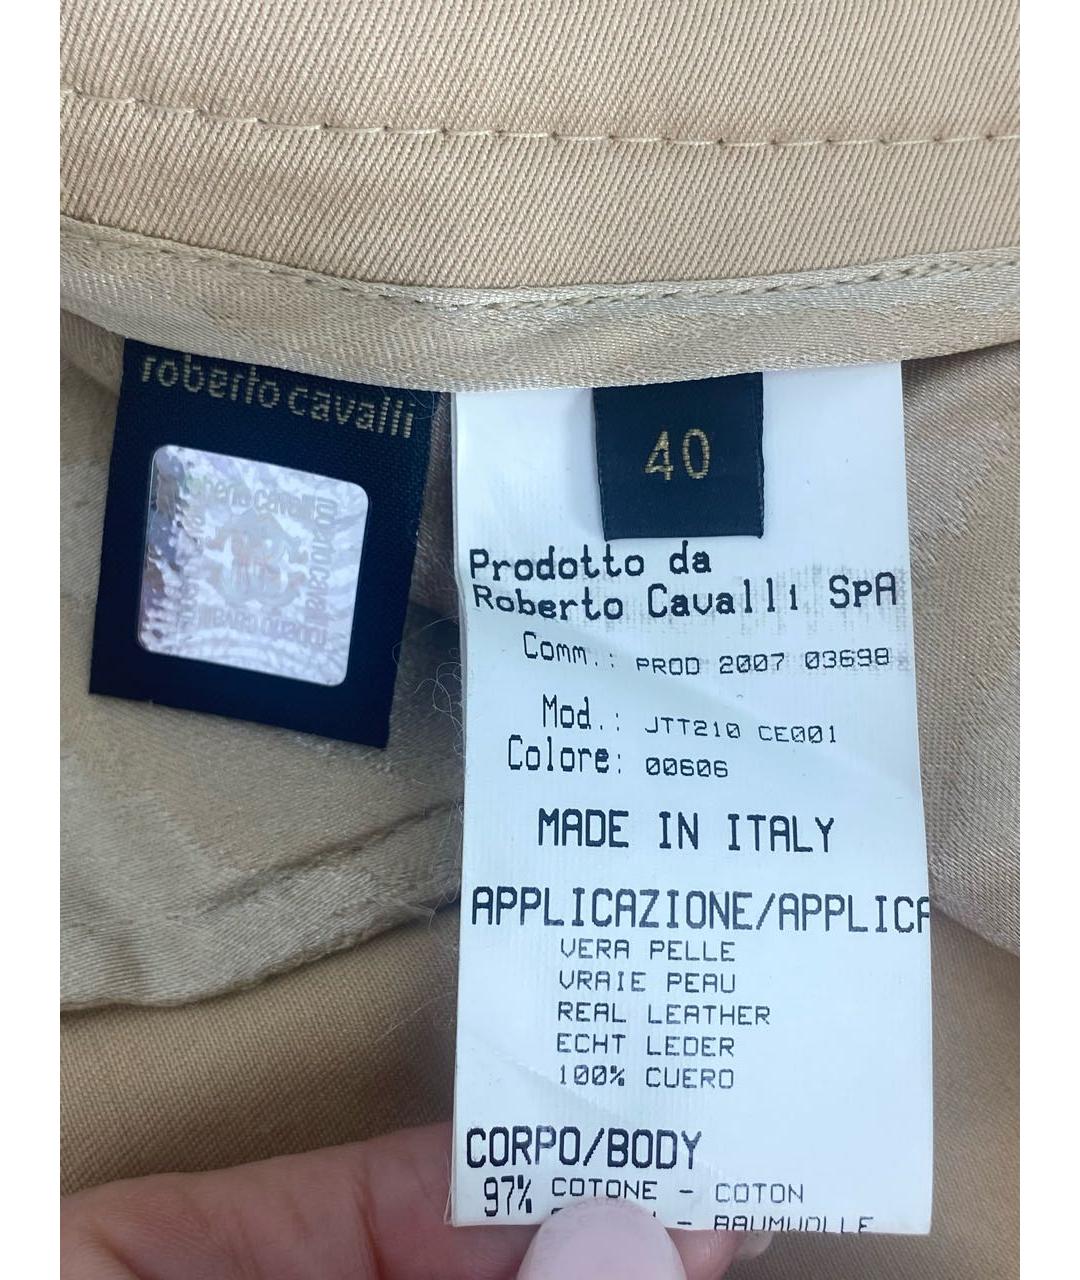 roberto cavalli
roberto cavalli
40
Prodotto da
Roberto Cavalli SpA
Comm.: PROD 2007 03698
Mod.: JTT210 CE001
Colore: 00606
MADE IN ITALY
APPLICAZIONE/APPLICA
VERA PELLE
VRAIE PEAU
REAL LEATHER
ECHT LEDER
100% CUERO
CORPO/BODY
97% COTONE - COTON
- BAUMWOLLE